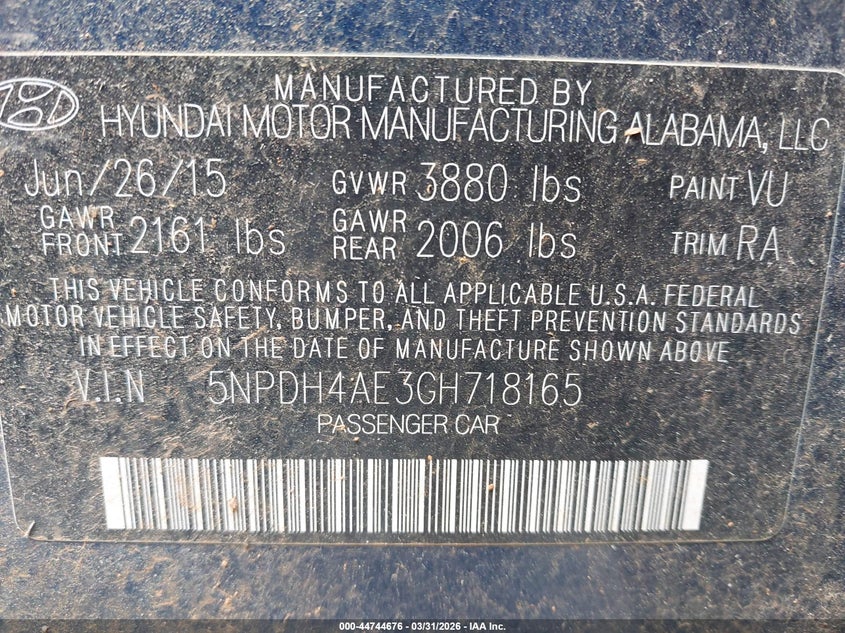 MANUFACTURED BY
HYUNDAI MOTOR MANUFACTURING ALABAMA, LLC
Jun/26/15 GVWR 3880 lbs PAINT VU
GAWR FRONT 2161 lbs GAWR REAR 2006 lbs TRIM RA
THIS VEHICLE CONFORMS TO ALL APPLICABLE U.S.A. FEDERAL
MOTOR VEHICLE SAFETY, BUMPER, AND THEFT PREVENTION STANDARDS
IN EFFECT ON THE DATE OF MANUFACTURE SHOWN ABOVE
V.I.N 5NPDH4AE3GH718165
PASSENGER CAR
000-44744676 - 03/31/2026 - IAA Inc.